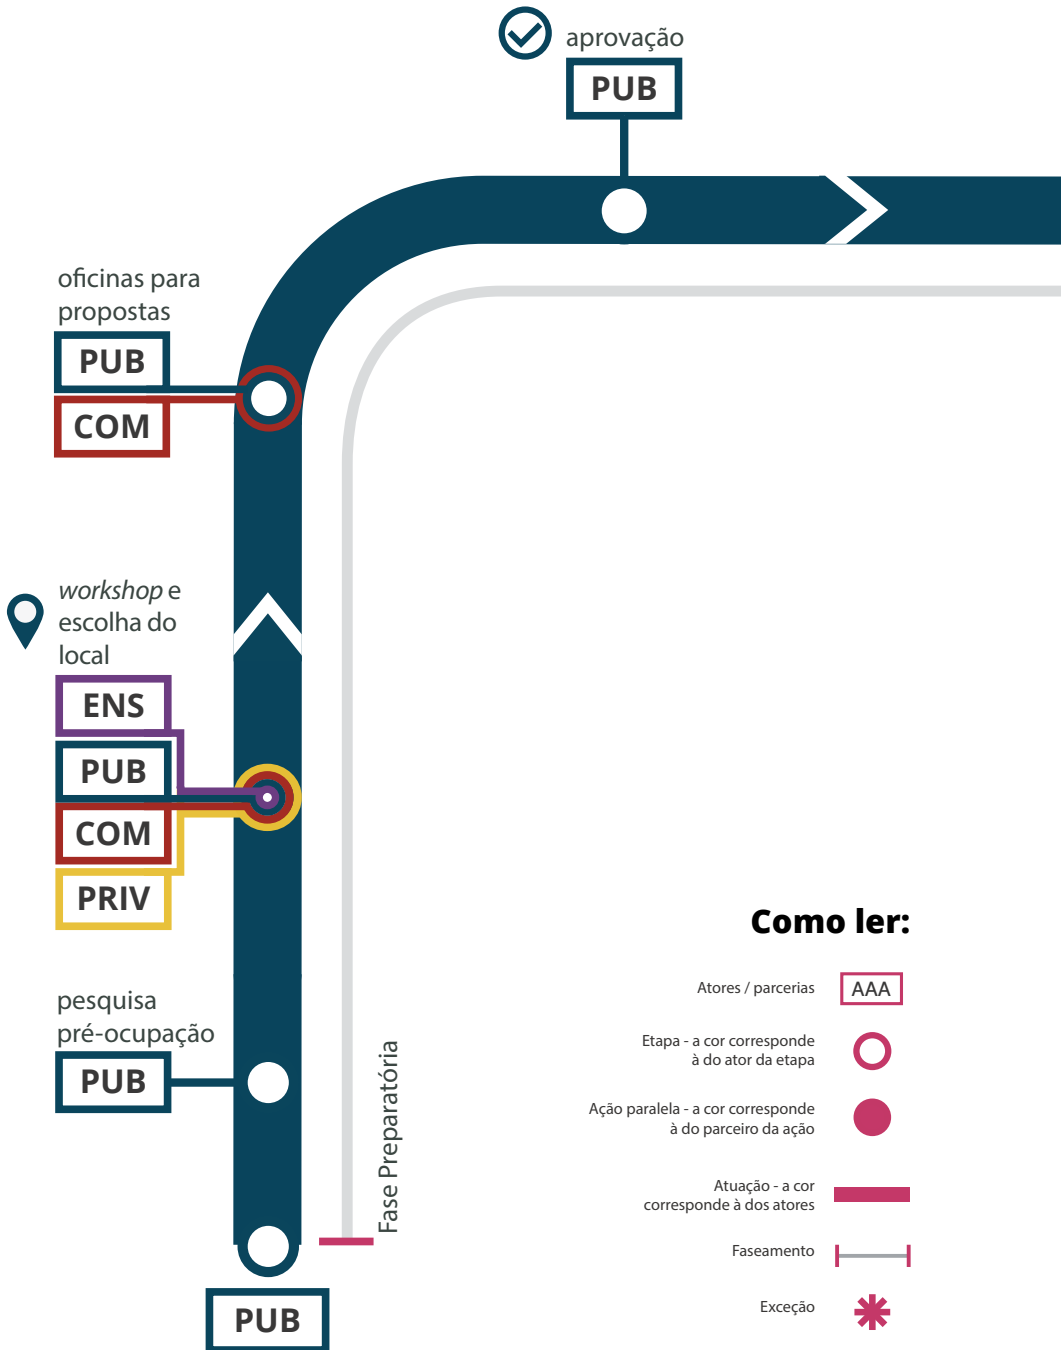 aprovação
PUB
oficinas para
propostas
PUB
COM
workshop e
escolha do
local
ENS
PUB
COM
PRIV
pesquisa
pré-ocupação
PUB
Fase Preparatória
PUB
Como ler:
Atores / parcerias
AAA
Etapa - a cor corresponde
à do ator da etapa
Ação paralela - a cor corresponde
à do parceiro da ação
Atuação - a cor
corresponde à dos atores
Faseamento
Exceção